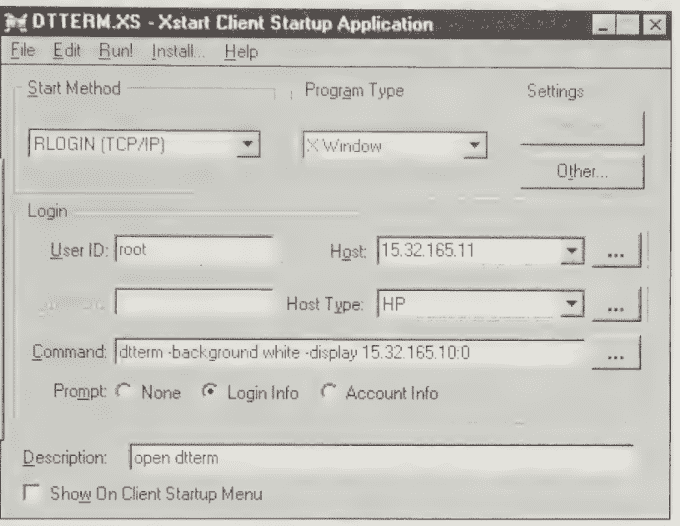 DTTERM.XS - Xstart Client Startup Application
File Edit Run! Install... Help
Start Method Program Type Settings
RLOGIN (TCP/IP) X Window
Other...
Login
User ID: root Host: 15.32.165.11 ...
Host Type: HP ...
Command: dtterm -background white -display 15.32.165.10:0 ...
Prompt: None Login Info Account Info
Description: open dtterm
Show On Client Startup Menu